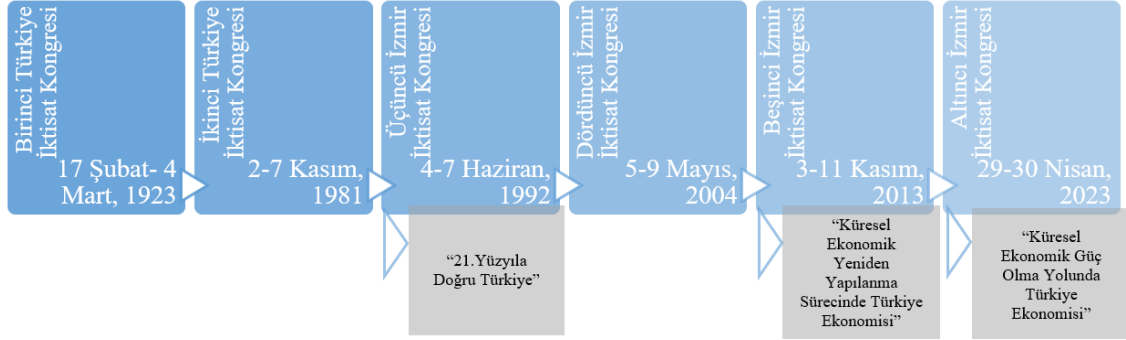 Birinci Türkiye
İktisat Kongresi
17 Şubat- 4
Mart, 1923
İkinci Türkiye
İktisat Kongresi
2-7 Kasım,
1981
Üçüncü İzmir
İktisat Kongresi
4-7 Haziran,
1992
“21.Yüzyıla
Doğru Türkiye”
Dördüncü İzmir
İktisat Kongresi
5-9 Mayıs,
2004
Beşinci İzmir
İktisat Kongresi
3-11 Kasım,
2013
“Küresel
Ekonomik
Yeniden
Yapılanma
Sürecinde Türkiye
Ekonomisi”
Altıncı İzmir
İktisat Kongresi
29-30 Nisan,
2023
“Küresel
Ekonomik Güç
Olma Yolunda
Türkiye
Ekonomisi”